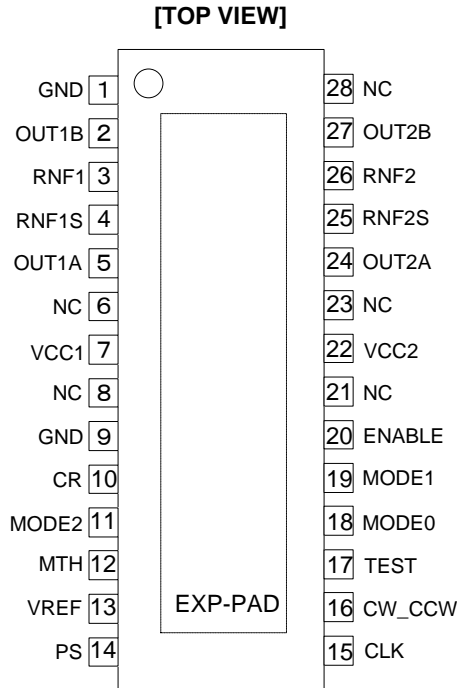 [TOP VIEW]
GND 1 28 NC
OUT1B 2 27 OUT2B
RNF1 3 26 RNF2
RNF1S 4 25 RNF2S
OUT1A 5 24 OUT2A
NC 6 23 NC
VCC1 7 22 VCC2
NC 8 21 NC
GND 9 20 ENABLE
CR 10 19 MODE1
MODE2 11 18 MODE0
MTH 12 17 TEST
VREF 13 EXP-PAD 16 CW_CCW
PS 14 15 CLK